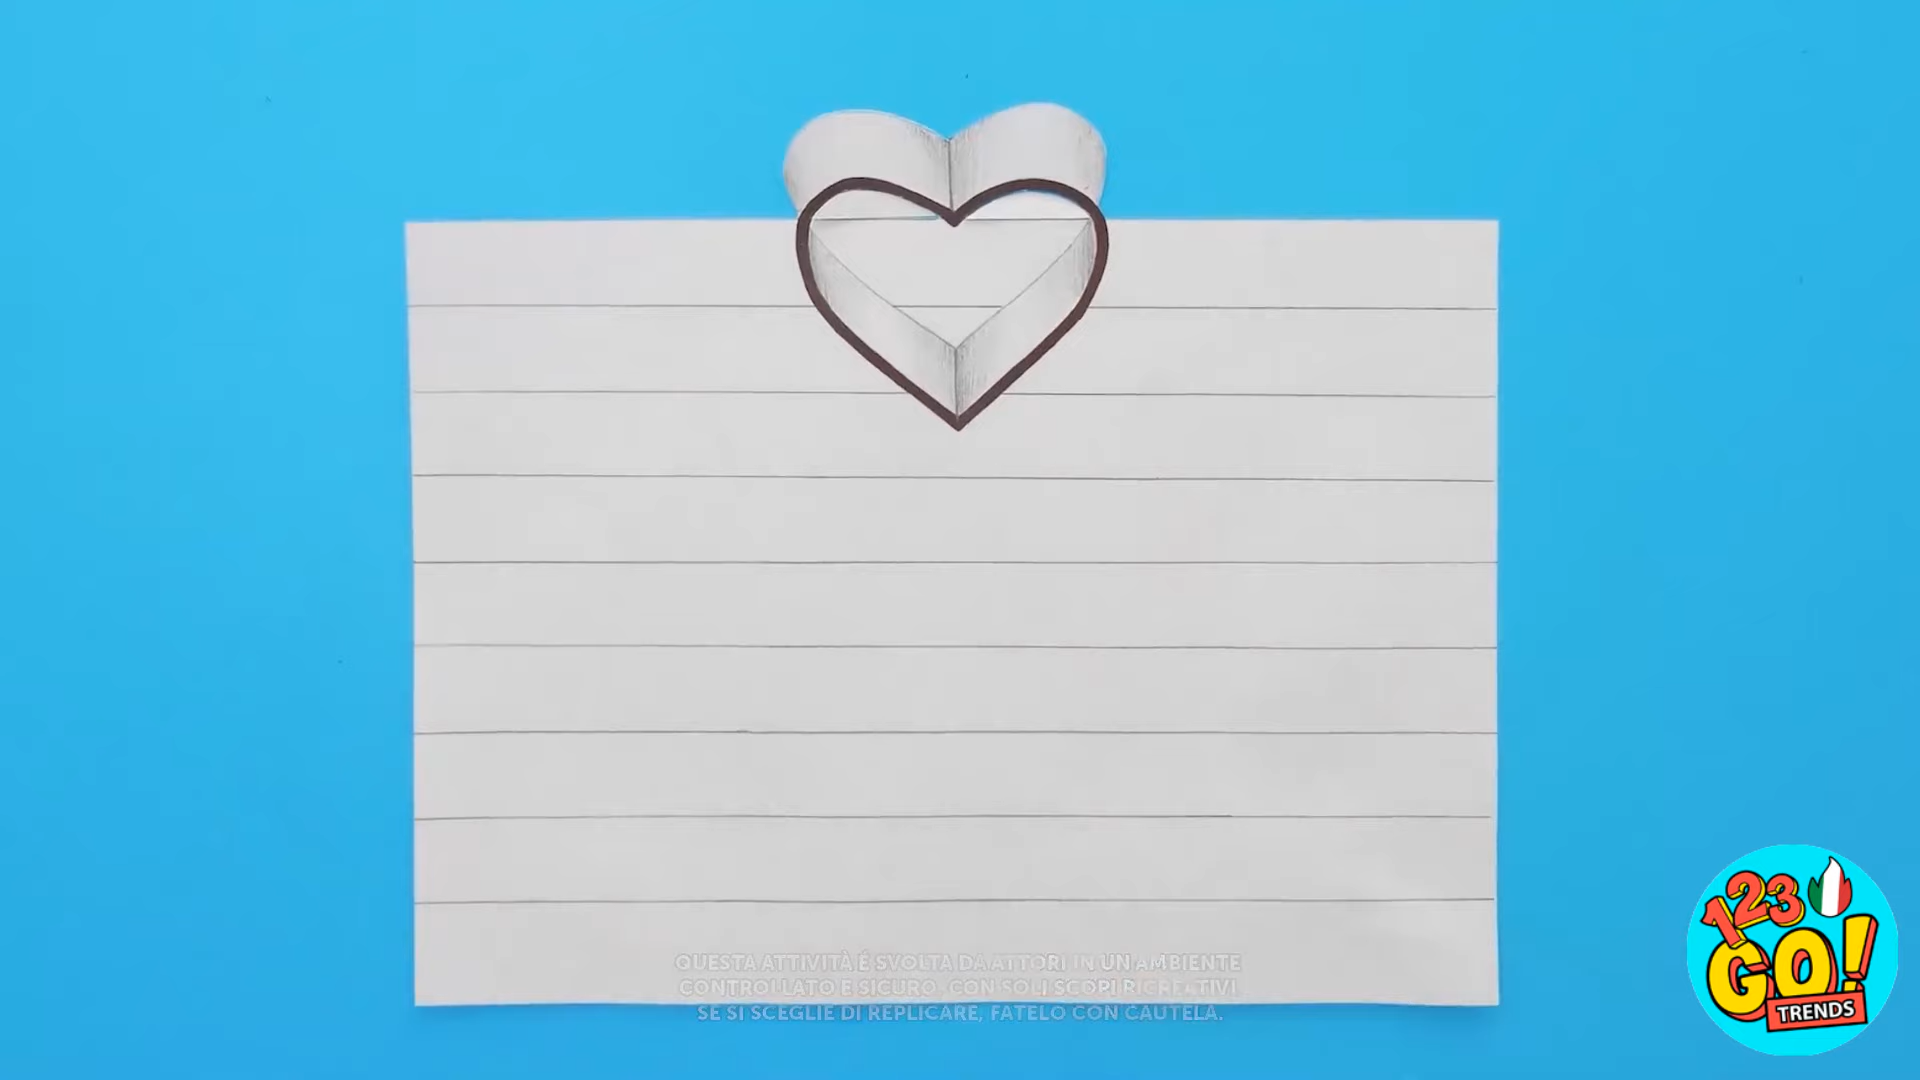 QUESTA ATTIVITÀ É SVOLTA DA ATTORI IN UN AMBIENTE
CONTROLLATO E SICURO, CON SOLI SCOPI RICREATIVI.
SE SI SCEGLIE DI REPLICARE, FATELO CON CAUTELA.
123
GO!
TRENDS